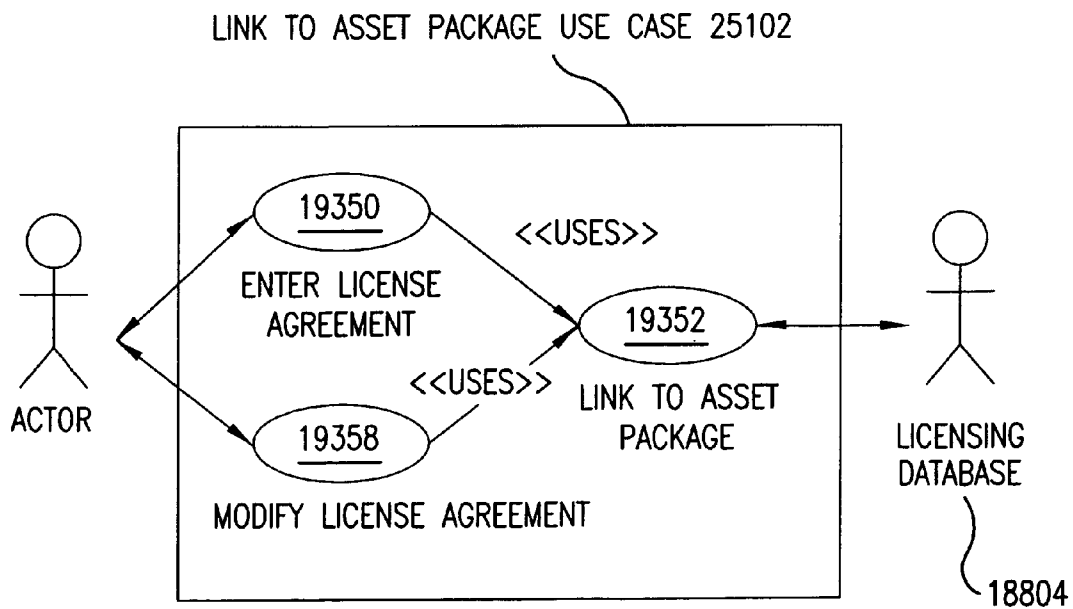 LINK TO ASSET PACKAGE USE CASE 25102
19350
<<USES>>
ENTER LICENSE
AGREEMENT
19352
<<USES>>
LINK TO ASSET
PACKAGE
ACTOR
19358
MODIFY LICENSE AGREEMENT
LICENSING
DATABASE
18804